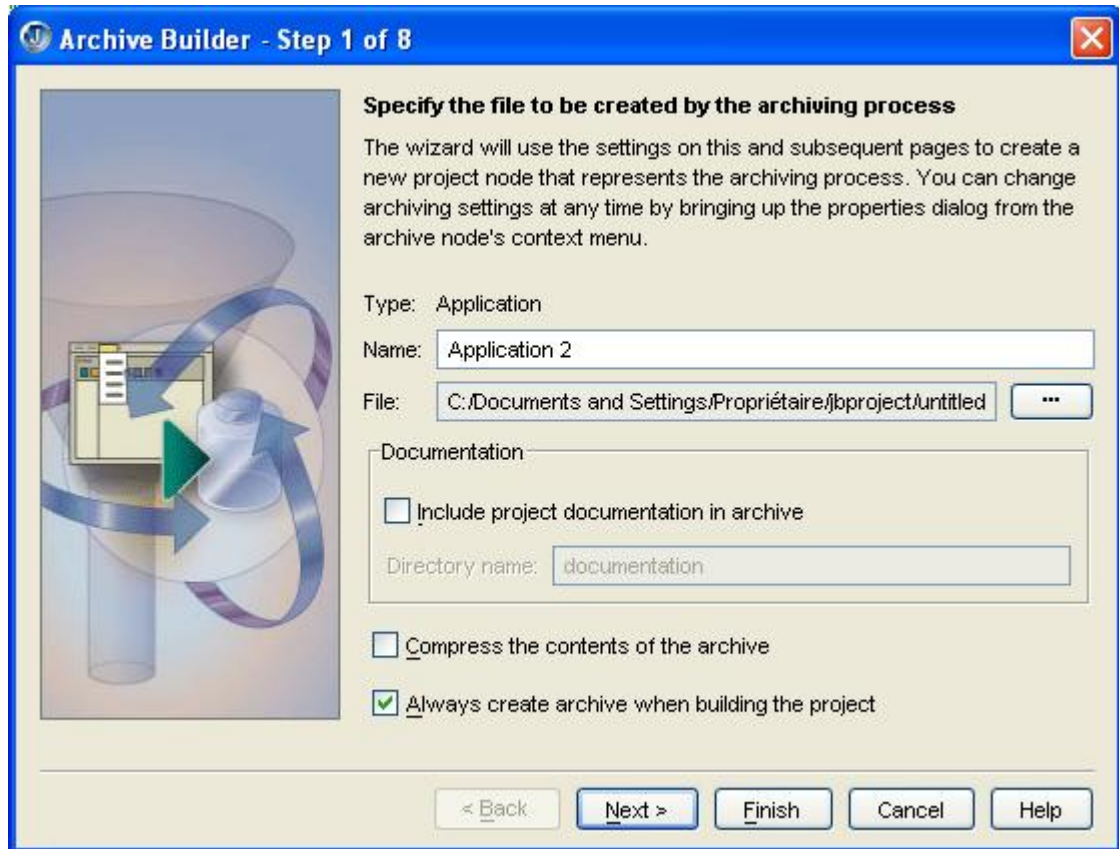 Archive Builder - Step 1 of 8
Specify the file to be created by the archiving process
The wizard will use the settings on this and subsequent pages to create a
new project node that represents the archiving process. You can change
archiving settings at any time by bringing up the properties dialog from the
archive node's context menu.
Type: Application
Name: Application 2
File: C:/Documents and Settings/Propriétaire/jbproject/untitled ...
Documentation
Include project documentation in archive
Directory name: documentation
Compress the contents of the archive
Always create archive when building the project
< Back Next > Finish Cancel Help